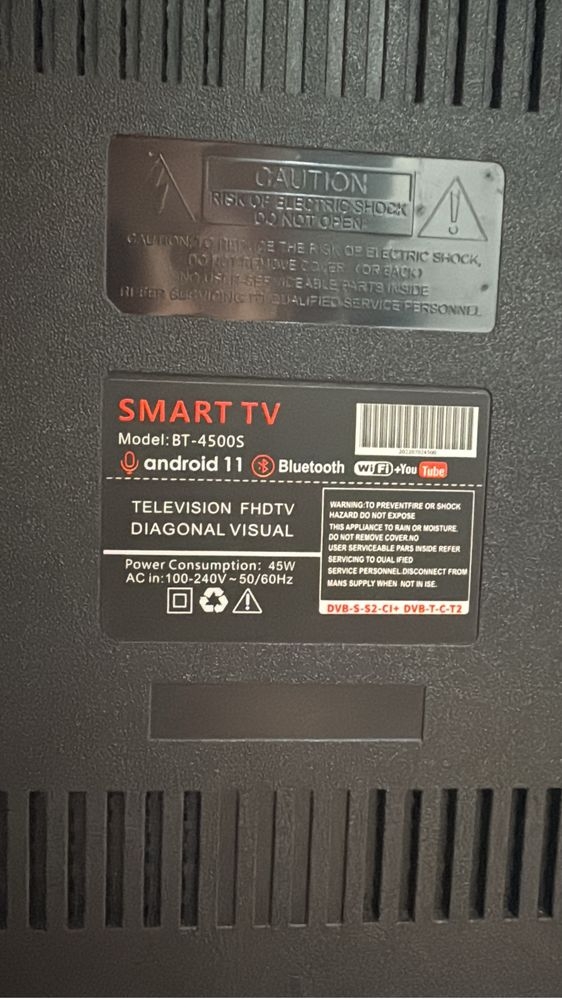 CAUTION
RISK OF ELECTRIC SHOCK
DO NOT OPEN
CAUTION: TO REDUCE THE RISK OF ELECTRIC SHOCK,
DO NOT REMOVE COVER (OR BACK)
NO USER-SERVICEABLE PARTS INSIDE
REFER SERVICING TO QUALIFIED SERVICE PERSONNEL
SMART TV
Model: BT-4500S
android 11 Bluetooth WiFi+You Tube
TELEVISION FHDTV
DIAGONAL VISUAL
Power Consumption: 45W
AC in:100-240V~50/60Hz
WARNING:TO PREVENTFIRE OR SHOCK
HAZARD DO NOT EXPOSE
THIS APPLIANCE TO RAIN OR MOISTURE.
DO NOT REMOVE COVER.NO
USER SERVICEABLE PARS INSIDE REFER
SERVICING TO OUAL IFIED
SERVICE PERSONNEL.DISCONNECT FROM
MANS SUPPLY WHEN NOT IN ISE.
DVB-S-S2-CI+ DVB-T-C-T2